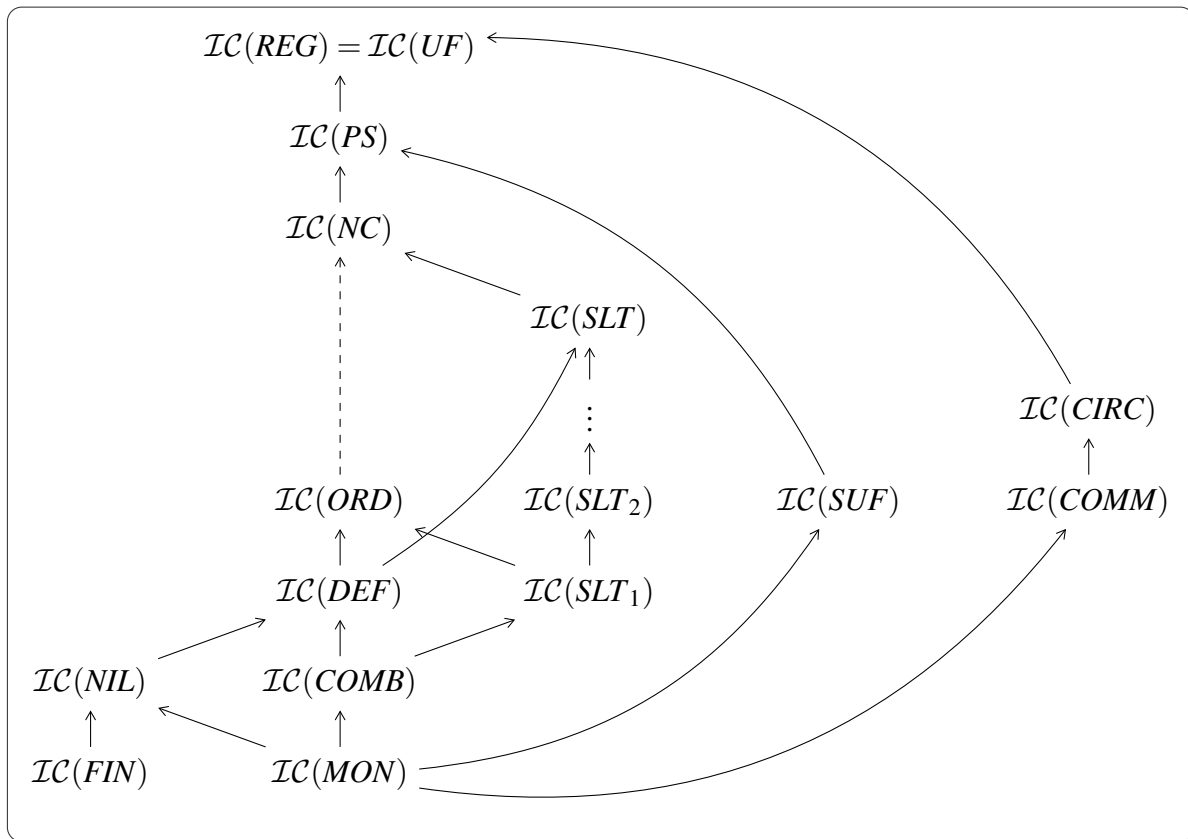 IC(REG) = IC(UF)
IC(PS)
IC(NC)
IC(SLT)
IC(CIRC)
⋮
IC(ORD) IC(SLT₂) IC(SUF) IC(COMM)
IC(DEF) IC(SLT₁)
IC(NIL) IC(COMB)
IC(FIN) IC(MON)